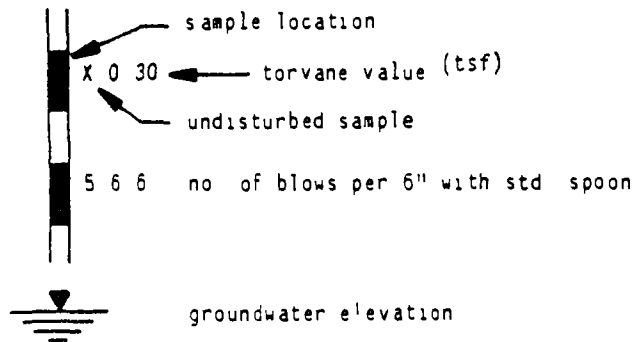 sample location
X 0 30 torvane value (tsf)
undisturbed sample
5 6 6 no of blows per 6" with std spoon
groundwater elevation